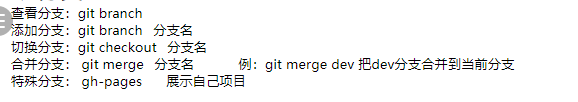 查看分支：git branch
添加分支：git branch 分支名
切换分支：git checkout 分支名
合并分支： git merge 分支名 例：git merge dev 把dev分支合并到当前分支
特殊分支： gh-pages 展示自己项目